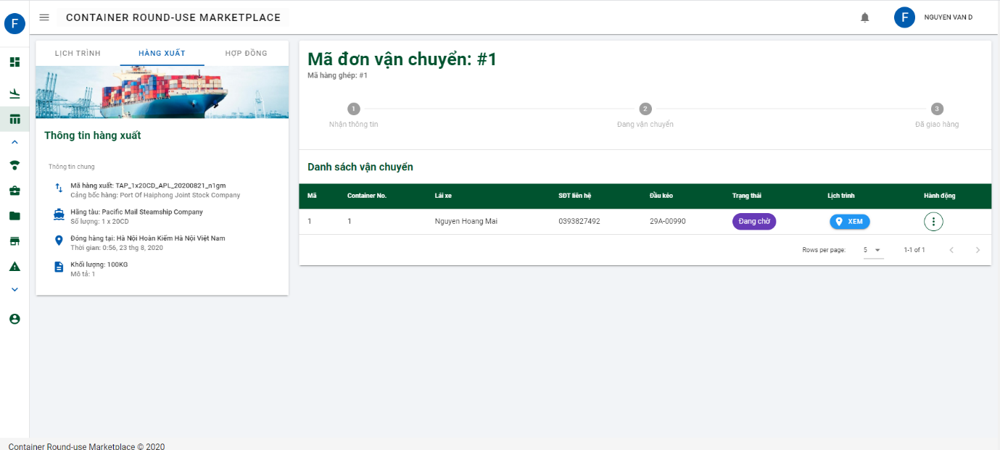 F
CONTAINER ROUND-USE MARKETPLACE
F
NGUYEN VAN D
LỊCH TRÌNH
HÀNG XUẤT
HỢP ĐỒNG
Thông tin hàng xuất
Thông tin chung
Mã hàng xuất: TAP_1x20CD_APL_20200821_n1gm
Cảng bốc hàng: Port Of Haiphong Joint Stock Company
Hãng tàu: Pacific Mail Steamship Company
Số lượng: 1 x 20CD
Đóng hàng tại: Hà Nội Hoàn Kiếm Hà Nội Việt Nam
Thời gian: 0:56, 23 thg 8, 2020
Khối lượng: 100KG
Mô tả: 1
Mã đơn vận chuyển: #1
Mã hàng ghép: #1
1
2
3
Nhận thông tin
Đang vận chuyển
Đã giao hàng
Danh sách vận chuyển
Mã Container No. Lái xe SĐT liên hệ Đầu kéo Trạng thái Lịch trình Hành động
1 1 Nguyen Hoang Mai 0393827492 29A-00990 Đang chờ XEM
Rows per page: 5 1-1 of 1
Container Round-use Marketplace © 2020